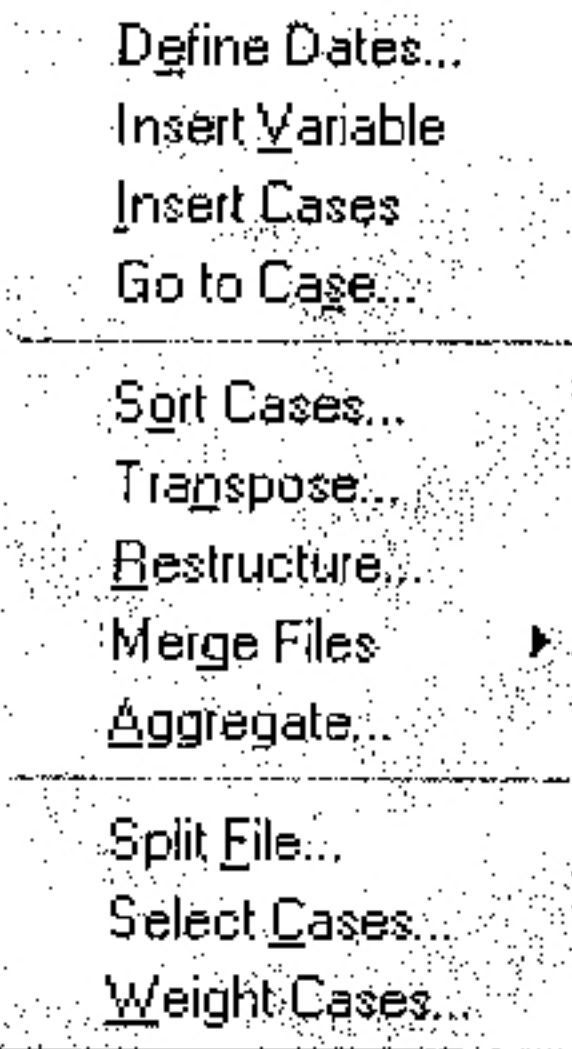 Define Dates...
Insert Variable
Insert Cases
Go to Case...
Sort Cases...
Transpose...
Restructure...
Merge Files
Aggregate...
Split File...
Select Cases...
Weight Cases...